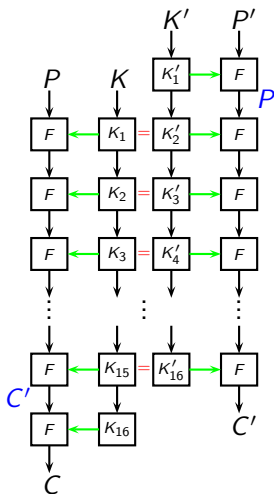 K′ P′
K′₁ F
P K P
F K₁ = K′₂ F
F K₂ = K′₃ F
F K₃ = K′₄ F
⋮ ⋮ ⋮
F K₁₅ = K′₁₆ F
C′ C′
F K₁₆
C